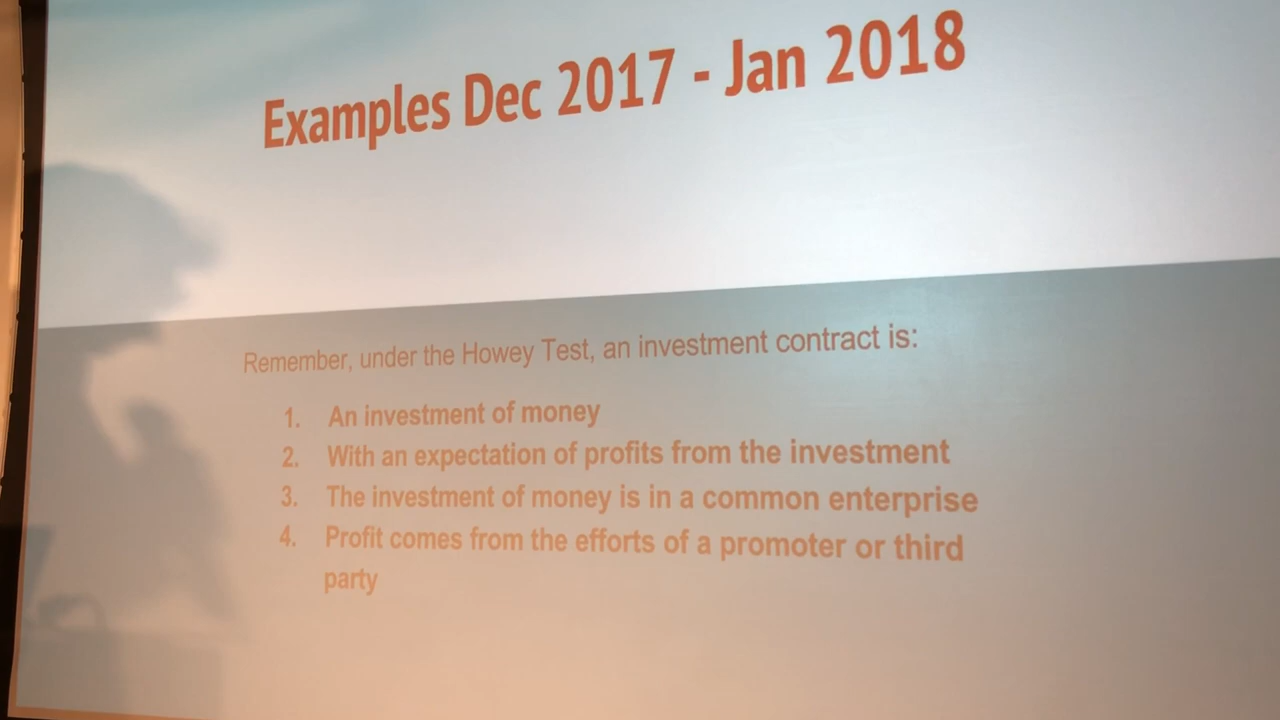 Examples Dec 2017 - Jan 2018
Remember, under the Howey Test, an investment contract is:
1. An investment of money
2. With an expectation of profits from the investment
3. The investment of money is in a common enterprise
4. Profit comes from the efforts of a promoter or third
party